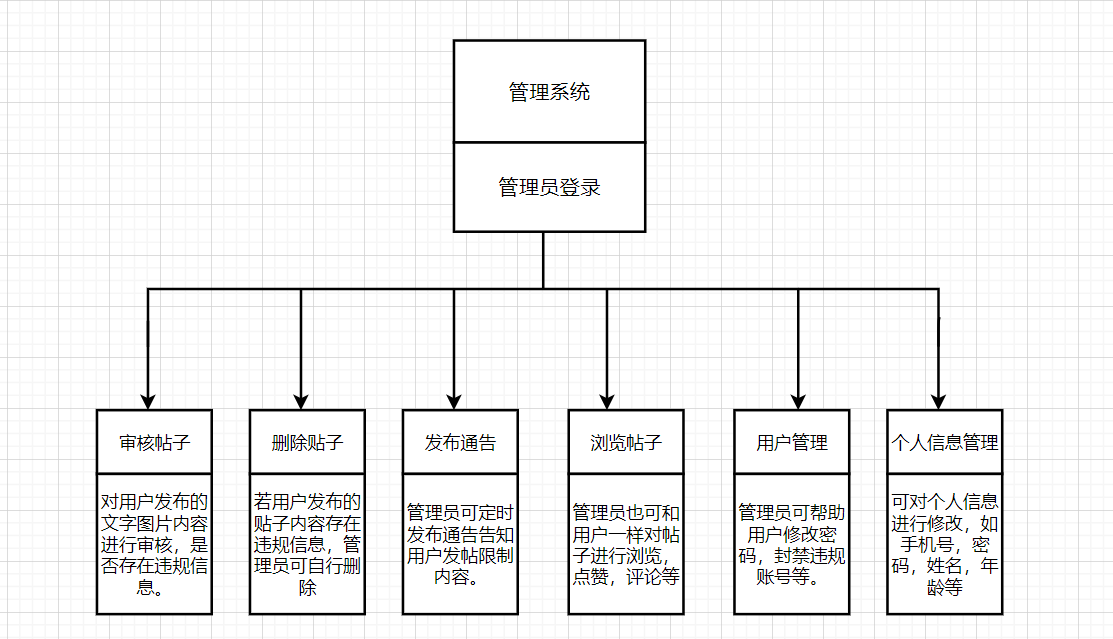 管理系统
管理员登录
审核帖子
对用户发布的
文字图片内容
进行审核，是
否存在违规信
息。
删除贴子
若用户发布的
贴子内容存在
违规信息，管
理员可自行删
除
发布通告
管理员可定时
发布通告告知
用户发帖限制
内容。
浏览帖子
管理员也可和
用户一样对帖
子进行浏览，
点赞，评论等
用户管理
管理员可帮助
用户修改密
码，封禁违规
账号等。
个人信息管理
可对个人信息
进行修改，如
手机号，密
码，姓名，年
龄等